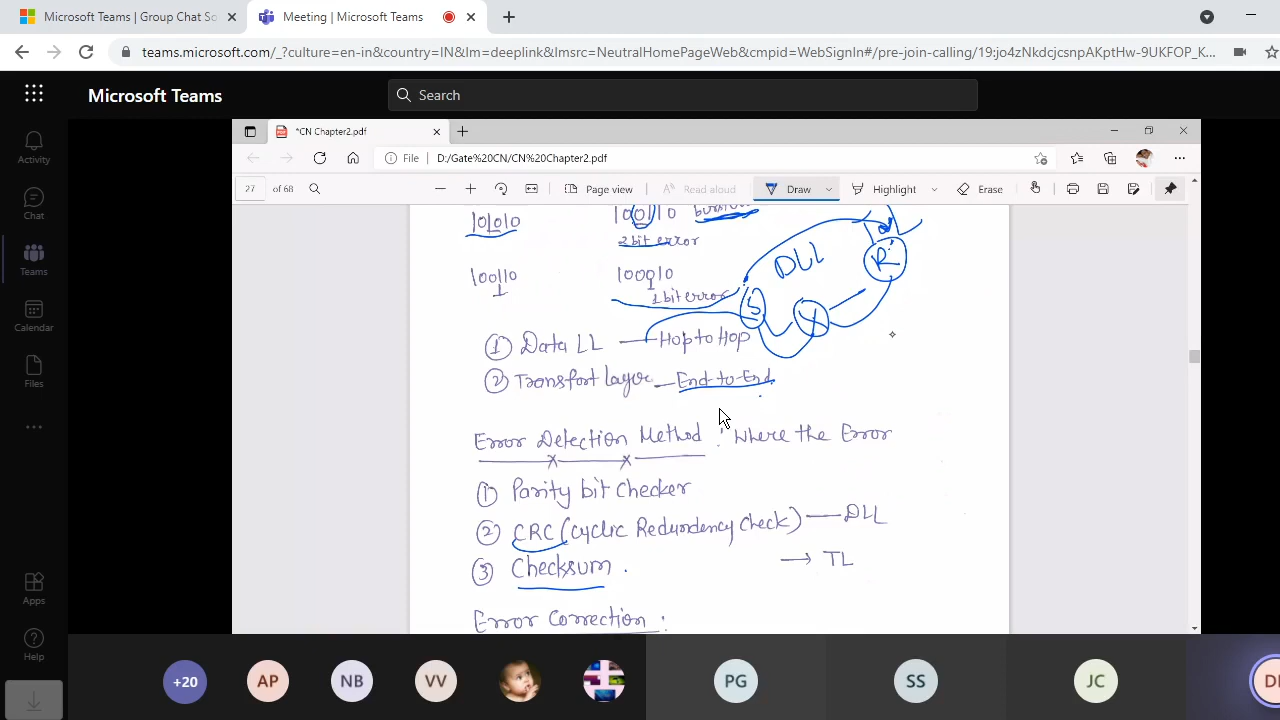 Microsoft Teams | Group Chat So
Meeting | Microsoft Teams
teams.microsoft.com/_?culture=en-in&country=IN&lm=deeplink&lmsrc=NeutralHomePageWeb&cmpid=WebSignIn#/pre-join-calling/19:jo4zNkdcjcsnpAKptHw-9UKFOP_K...
Microsoft Teams
Search
Activity
Chat
Teams
Calendar
Files
Apps
Help
*CN Chapter2.pdf
File | D:/Gate%20CN/CN%20Chapter2.pdf
27 of 68
Page view
Read aloud
Draw
Highlight
Erase
101010 100110
2 bit error
100110 100010
1 bit error
DLL
R
S
X
① Data LL — Hop to Hop
② Transport layer — End-to-End
Error Detection Method : Where the Error
① Parity bit checker
② CRC (cyclic Redundency check) — DLL
③ Checksum . → TL
Error Correction :
+20
AP
NB
VV
PG
SS
JC